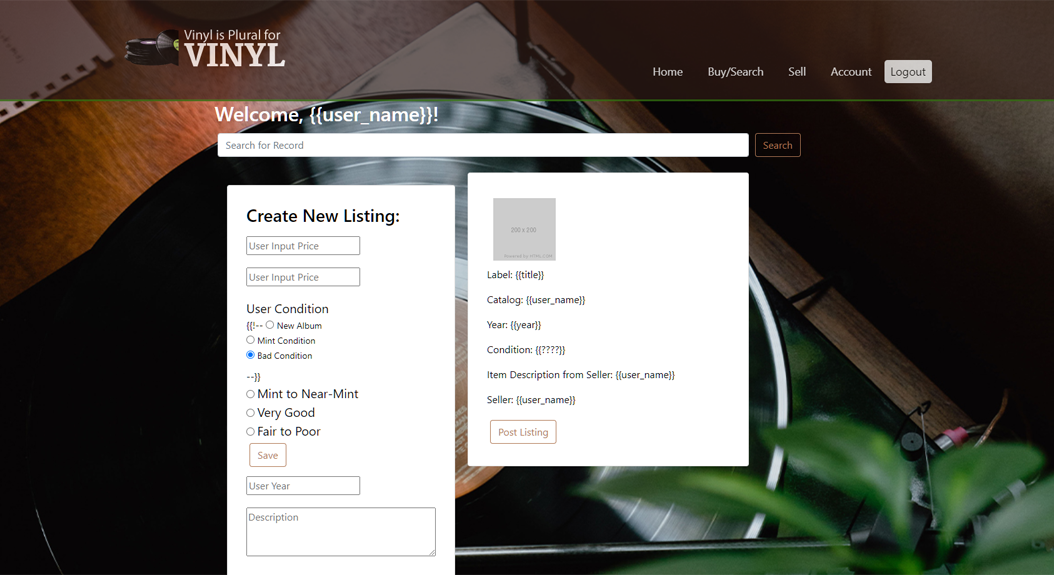 Vinyl is Plural for
VINYL
Home
Buy/Search
Sell
Account
Logout
Welcome, {{user_name}}!
Search for Record
Search
Create New Listing:
User Input Price
User Input Price
User Condition
{{!-- New Album
Mint Condition
Bad Condition
--}}
Mint to Near-Mint
Very Good
Fair to Poor
Save
User Year
Description
200 x 200
Label: {{title}}
Catalog: {{user_name}}
Year: {{year}}
Condition: {{????}}
Item Description from Seller: {{user_name}}
Seller: {{user_name}}
Post Listing